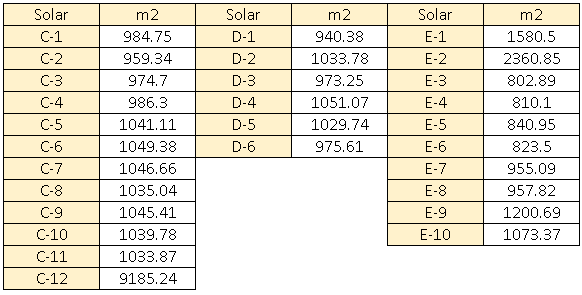 Solar m2 Solar m2 Solar m2
C-1 984.75 D-1 940.38 E-1 1580.5
C-2 959.34 D-2 1033.78 E-2 2360.85
C-3 974.7 D-3 973.25 E-3 802.89
C-4 986.3 D-4 1051.07 E-4 810.1
C-5 1041.11 D-5 1029.74 E-5 840.95
C-6 1049.38 D-6 975.61 E-6 823.5
C-7 1046.66 E-7 955.09
C-8 1035.04 E-8 957.82
C-9 1045.41 E-9 1200.69
C-10 1039.78 E-10 1073.37
C-11 1033.87
C-12 9185.24